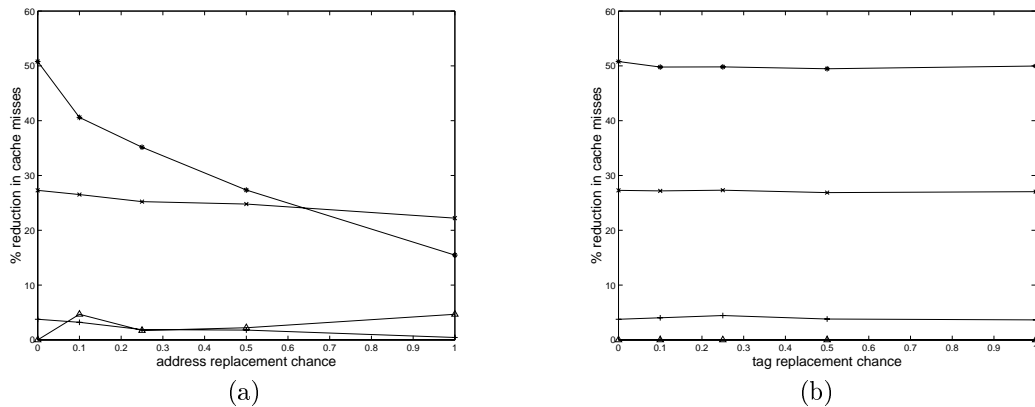 60
50
40
30
20
10
0
% reduction in cache misses
0 0.1 0.2 0.3 0.4 0.5 0.6 0.7 0.8 0.9 1
address replacement chance
(a)
60
50
40
30
20
10
0
% reduction in cache misses
0 0.1 0.2 0.3 0.4 0.5 0.6 0.7 0.8 0.9 1
tag replacement chance
(b)